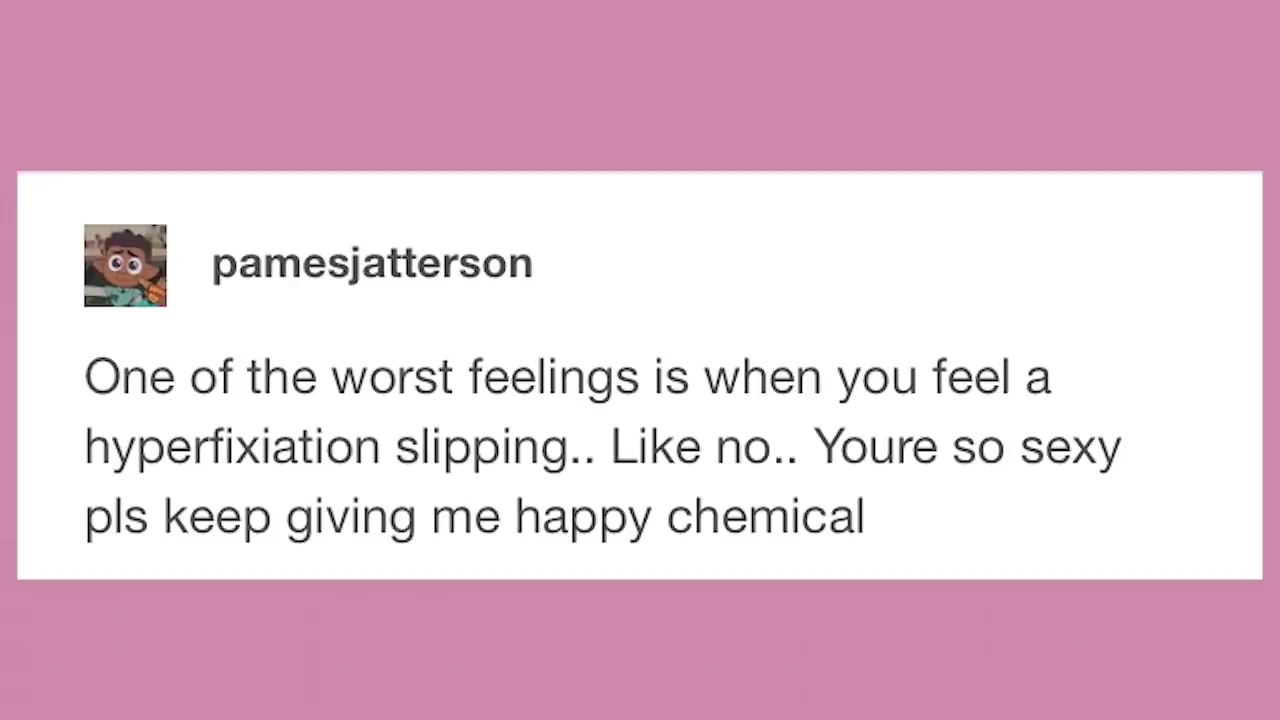 pamesjatterson
One of the worst feelings is when you feel a
hyperfixiation slipping.. Like no.. Youre so sexy
pls keep giving me happy chemical